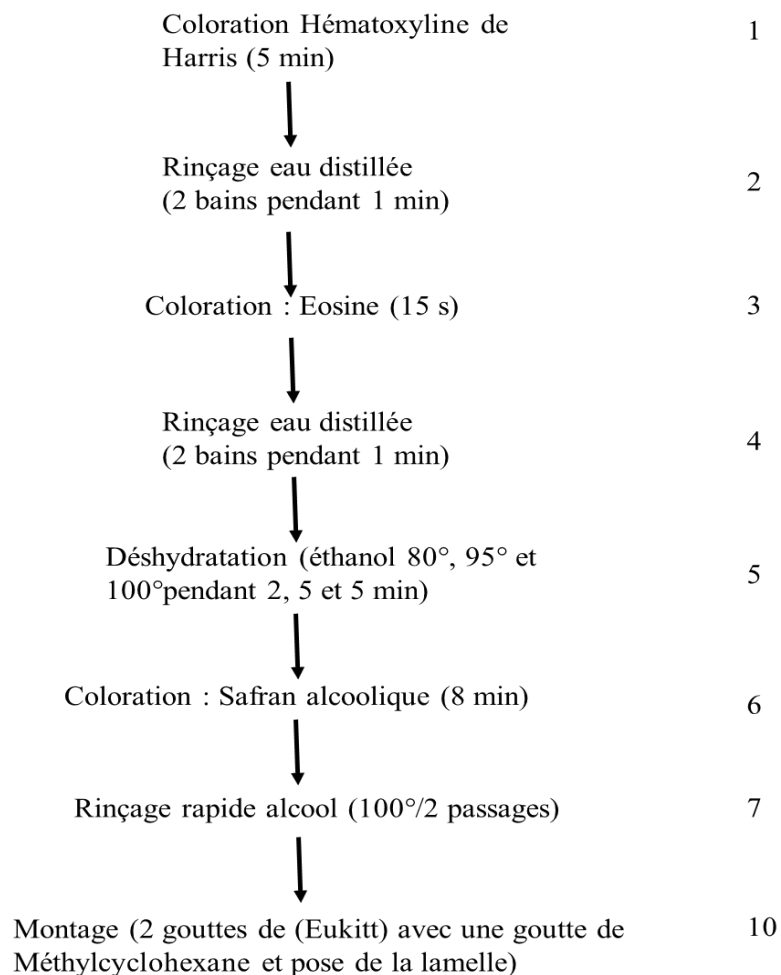 Coloration Hématoxyline de
Harris (5 min)
1
Rinçage eau distillée
(2 bains pendant 1 min)
2
Coloration : Eosine (15 s)
3
Rinçage eau distillée
(2 bains pendant 1 min)
4
Déshydratation (éthanol 80°, 95° et
100°pendant 2, 5 et 5 min)
5
Coloration : Safran alcoolique (8 min)
6
Rinçage rapide alcool (100°/2 passages)
7
Montage (2 gouttes de (Eukitt) avec une goutte de
Méthylcyclohexane et pose de la lamelle)
10